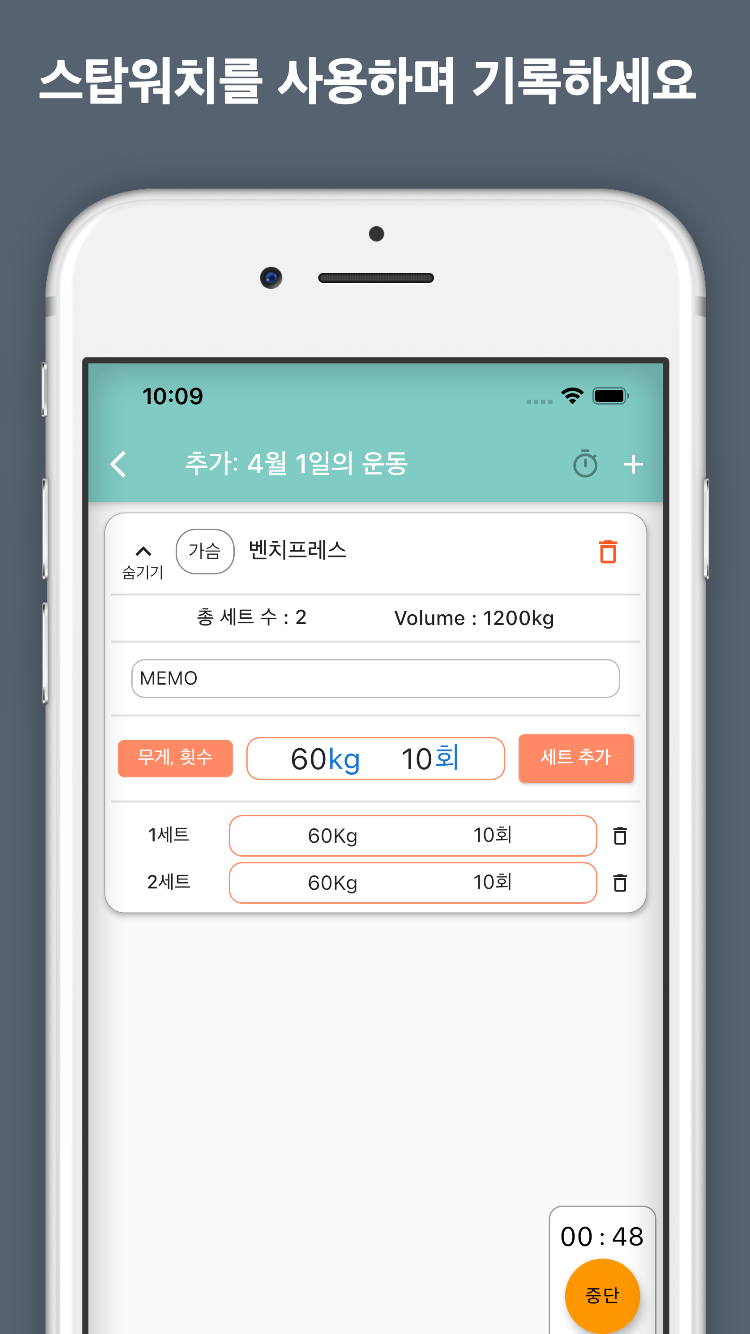 스탑워치를 사용하며 기록하세요
10:09
추가: 4월 1일의 운동
숨기기 가슴 벤치프레스
총 세트 수 : 2 Volume : 1200kg
MEMO
무게, 횟수 60kg 10회 세트 추가
1세트 60Kg 10회
2세트 60Kg 10회
00 : 48
중단